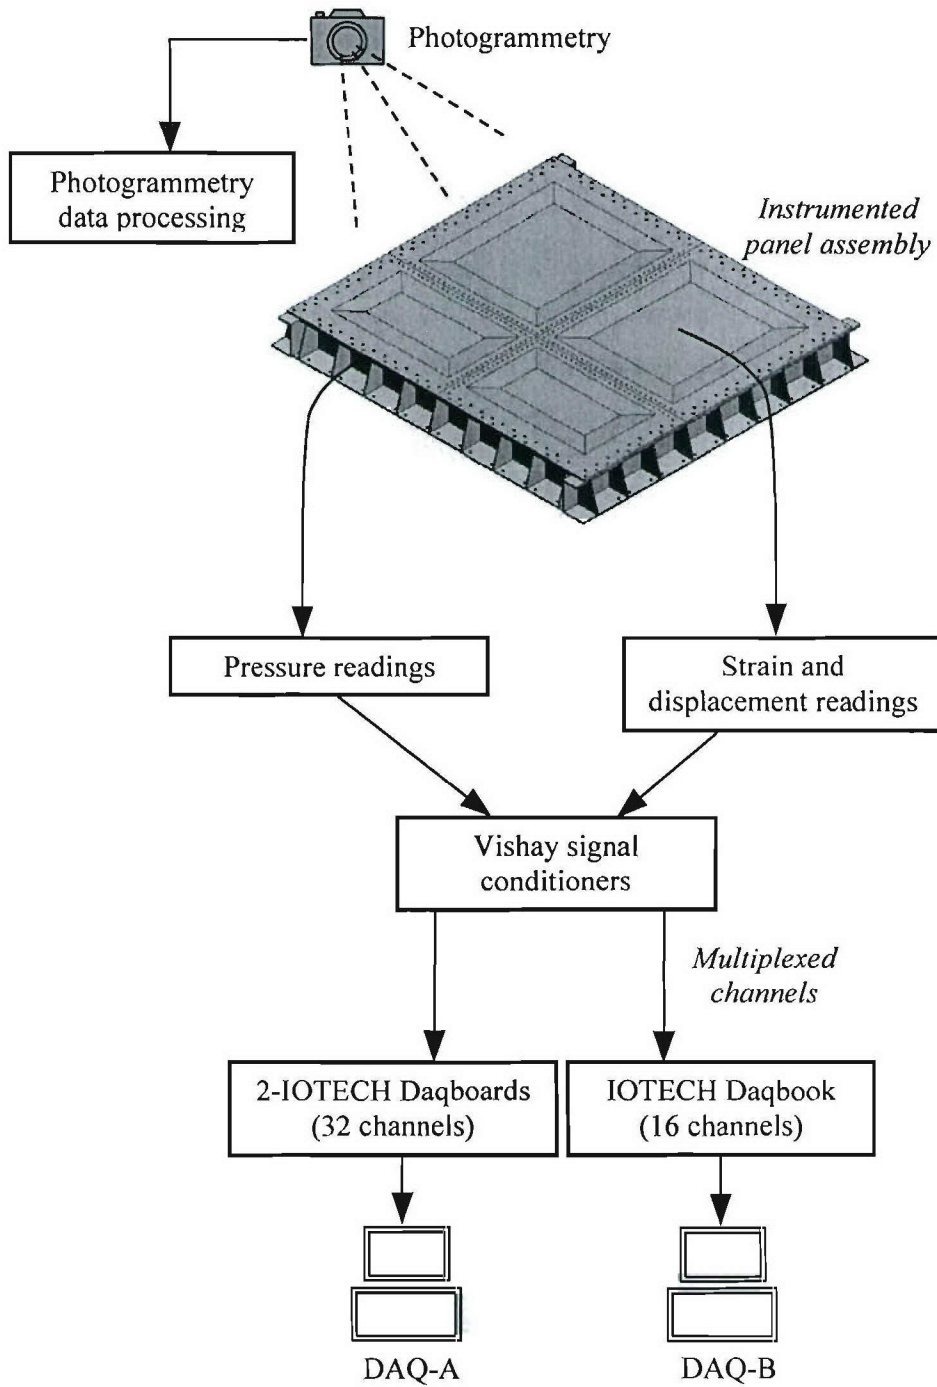 Photogrammetry
Photogrammetry
data processing
Instrumented
panel assembly
Pressure readings
Strain and
displacement readings
Vishay signal
conditioners
Multiplexed
channels
2-IOTECH Daqboards
(32 channels)
IOTECH Daqbook
(16 channels)
DAQ-A
DAQ-B